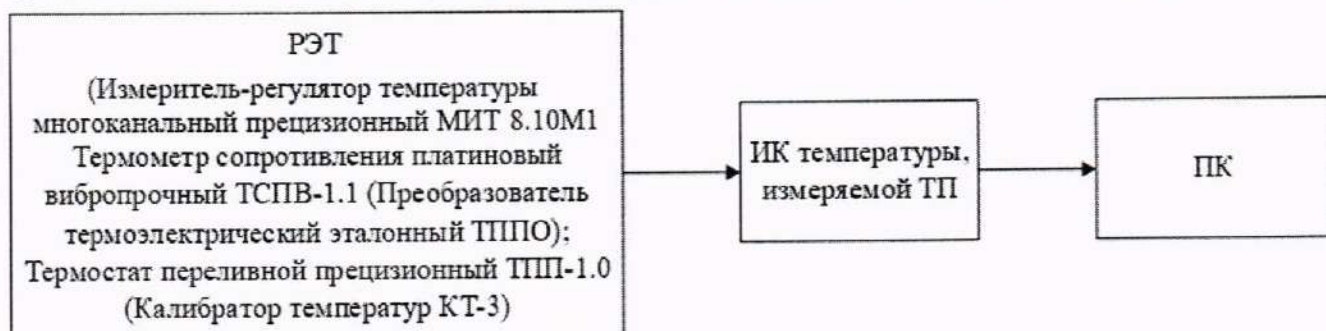 РЭТ
(Измеритель-регулятор температуры
многоканальный прецизионный МИТ 8.10М1
Термометр сопротивления платиновый
вибропрочный ТСПВ-1.1 (Преобразователь
термоэлектрический эталонный ТППО);
Термостат переливной прецизионный ТПП-1.0
(Калибратор температур КТ-3)
ИК температуры,
измеряемой ТП
ПК